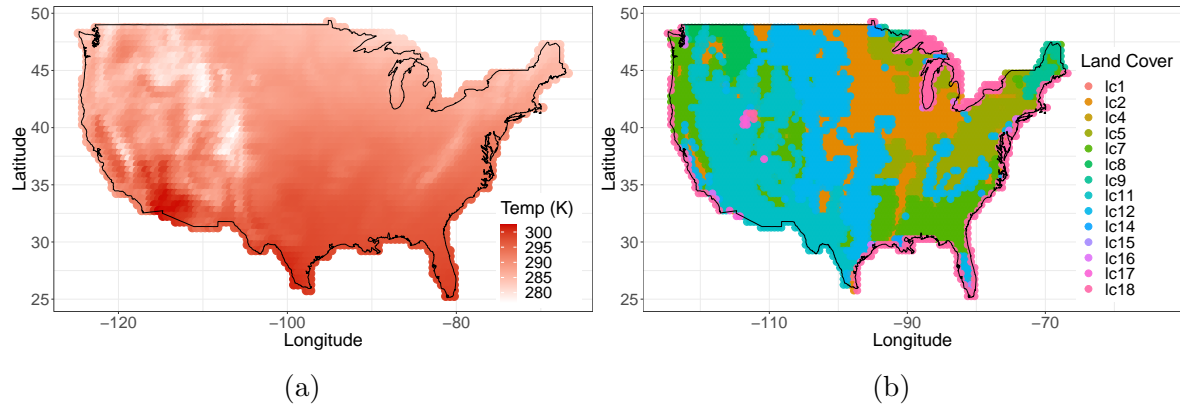 50
45
40
35
30
25
Latitude
−120
−100
−80
Longitude
Temp (K)
300
295
290
285
280
(a)
50
45
40
35
30
25
Latitude
−110
−90
−70
Longitude
Land Cover
lc1
lc2
lc4
lc5
lc7
lc8
lc9
lc11
lc12
lc14
lc15
lc16
lc17
lc18
(b)